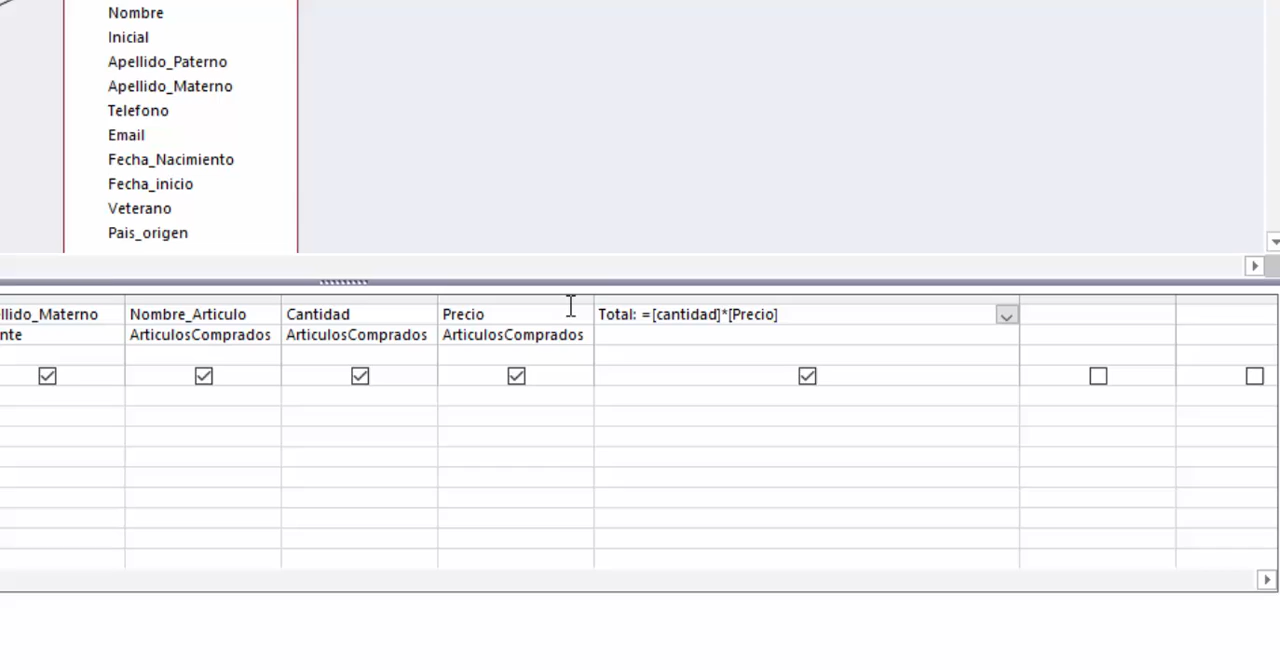 Nombre
Inicial
Apellido_Paterno
Apellido_Materno
Telefono
Email
Fecha_Nacimiento
Fecha_inicio
Veterano
Pais_origen
llido_Materno Nombre_Articulo Cantidad Precio Total: =[cantidad]*[Precio]
nte ArticulosComprados ArticulosComprados ArticulosComprados